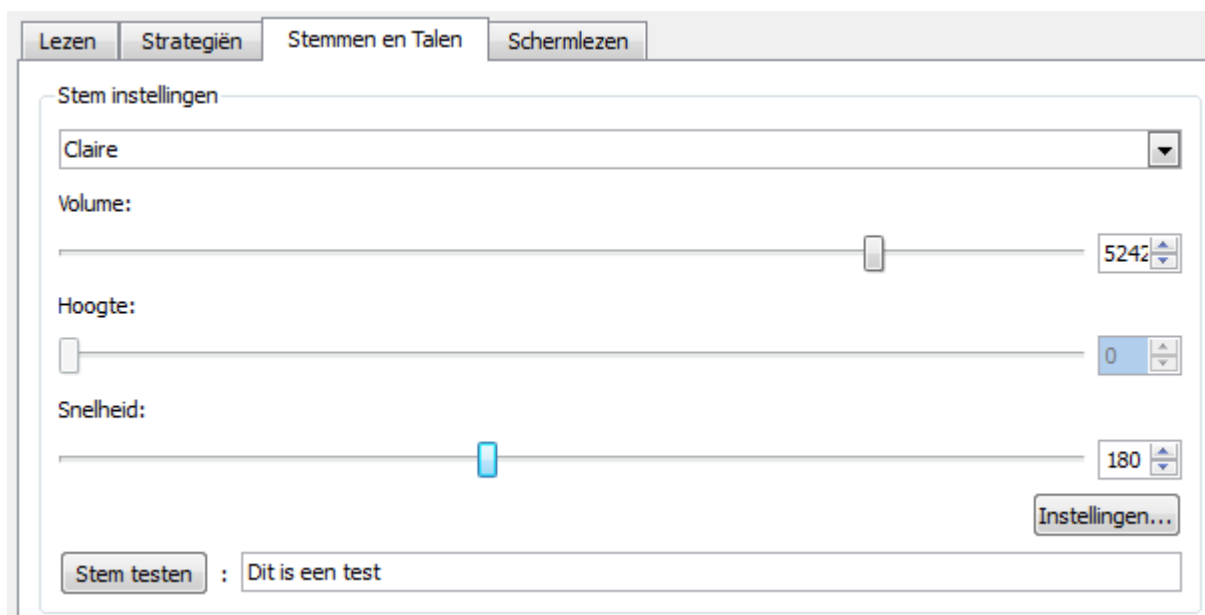 Lezen Strategiën Stemmen en Talen Schermlezen
Stem instellingen
Claire
Volume:
5242
Hoogte:
0
Snelheid:
180
Instellingen...
Stem testen : Dit is een test